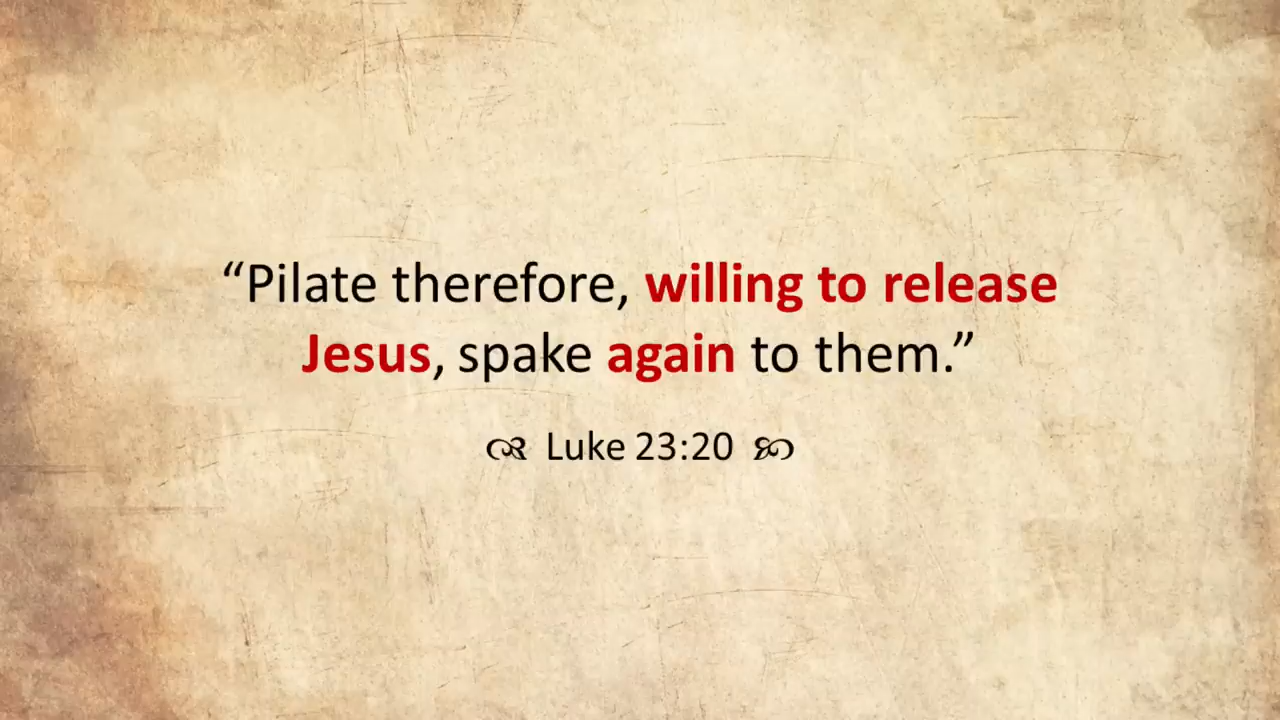 “Pilate therefore, willing to release
Jesus, spake again to them.”
Luke 23:20